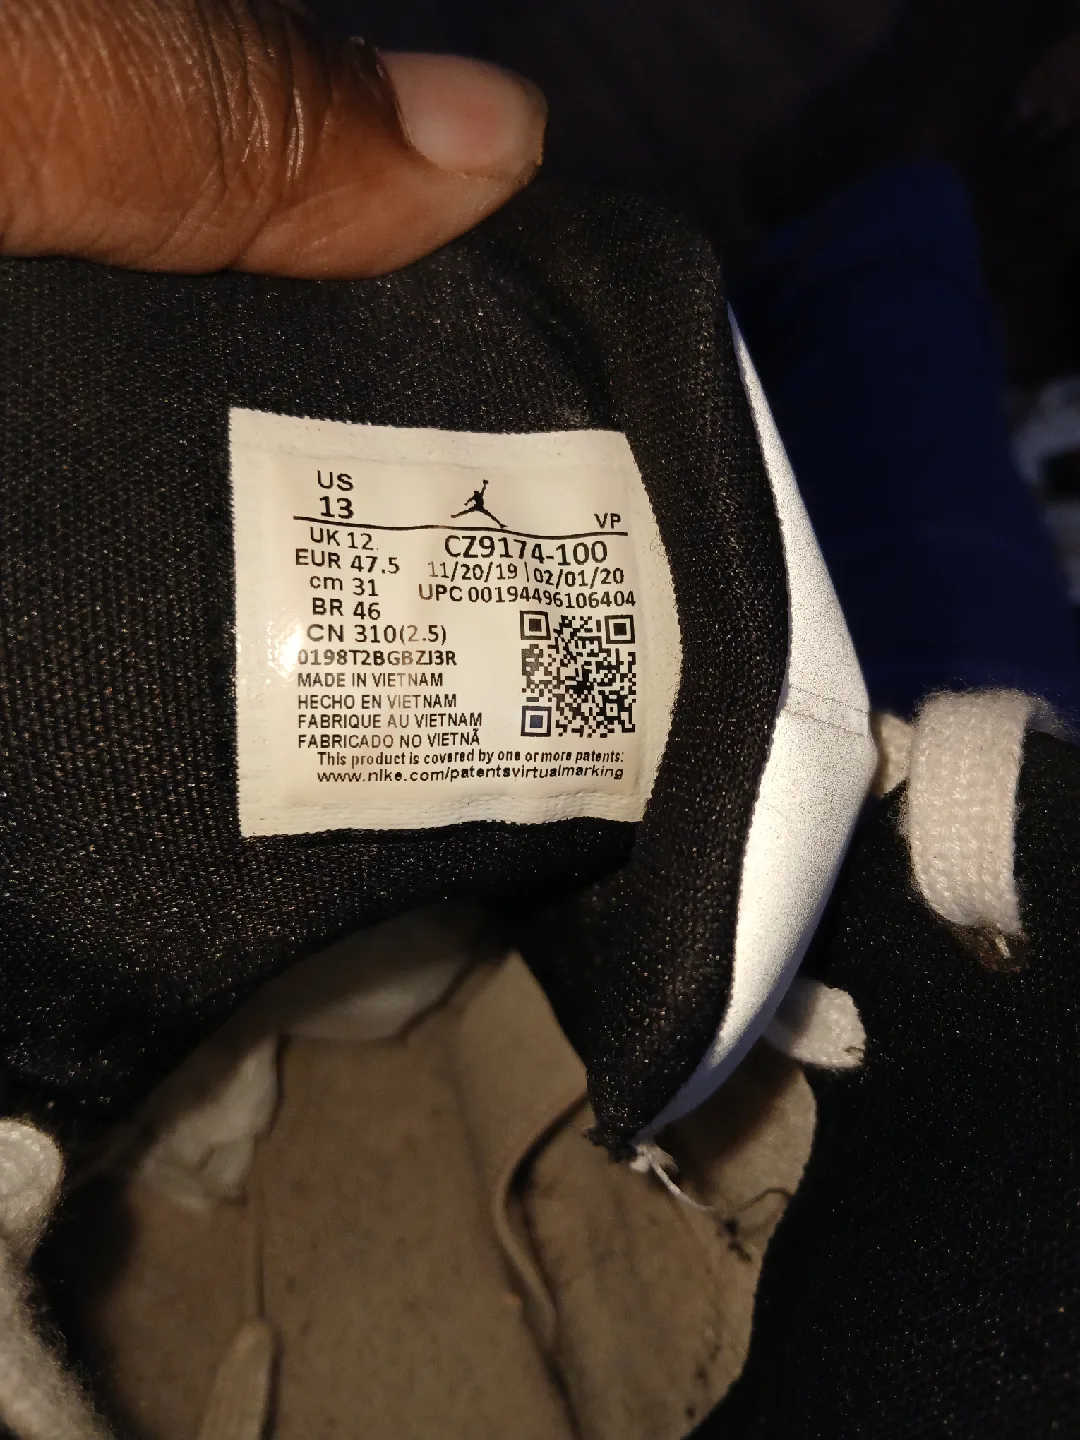 US
13
VP
UK 12
CZ9174-100
EUR 47.5
11/20/19 | 02/01/20
cm 31
UPC 00194496106404
BR 46
CN 310(2.5)
0198T2BGBZJ3R
MADE IN VIETNAM
HECHO EN VIETNAM
FABRIQUE AU VIETNAM
FABRICADO NO VIETNÃ
This product is covered by one or more patents:
www.nike.com/patentsvirtualmarking